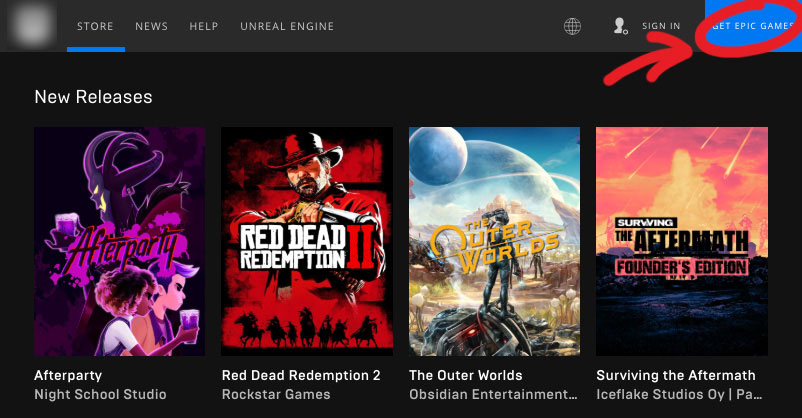 STORE NEWS HELP UNREAL ENGINE SIGN IN GET EPIC GAMES
New Releases
Afterparty
RED DEAD
REDEMPTION II
THE
OUTER
WORLDS
SURVIVING
THE AFTERMATH
FOUNDER'S EDITION
Afterparty Red Dead Redemption 2 The Outer Worlds Surviving the Aftermath
Night School Studio Rockstar Games Obsidian Entertainment... Iceflake Studios Oy | Pa...